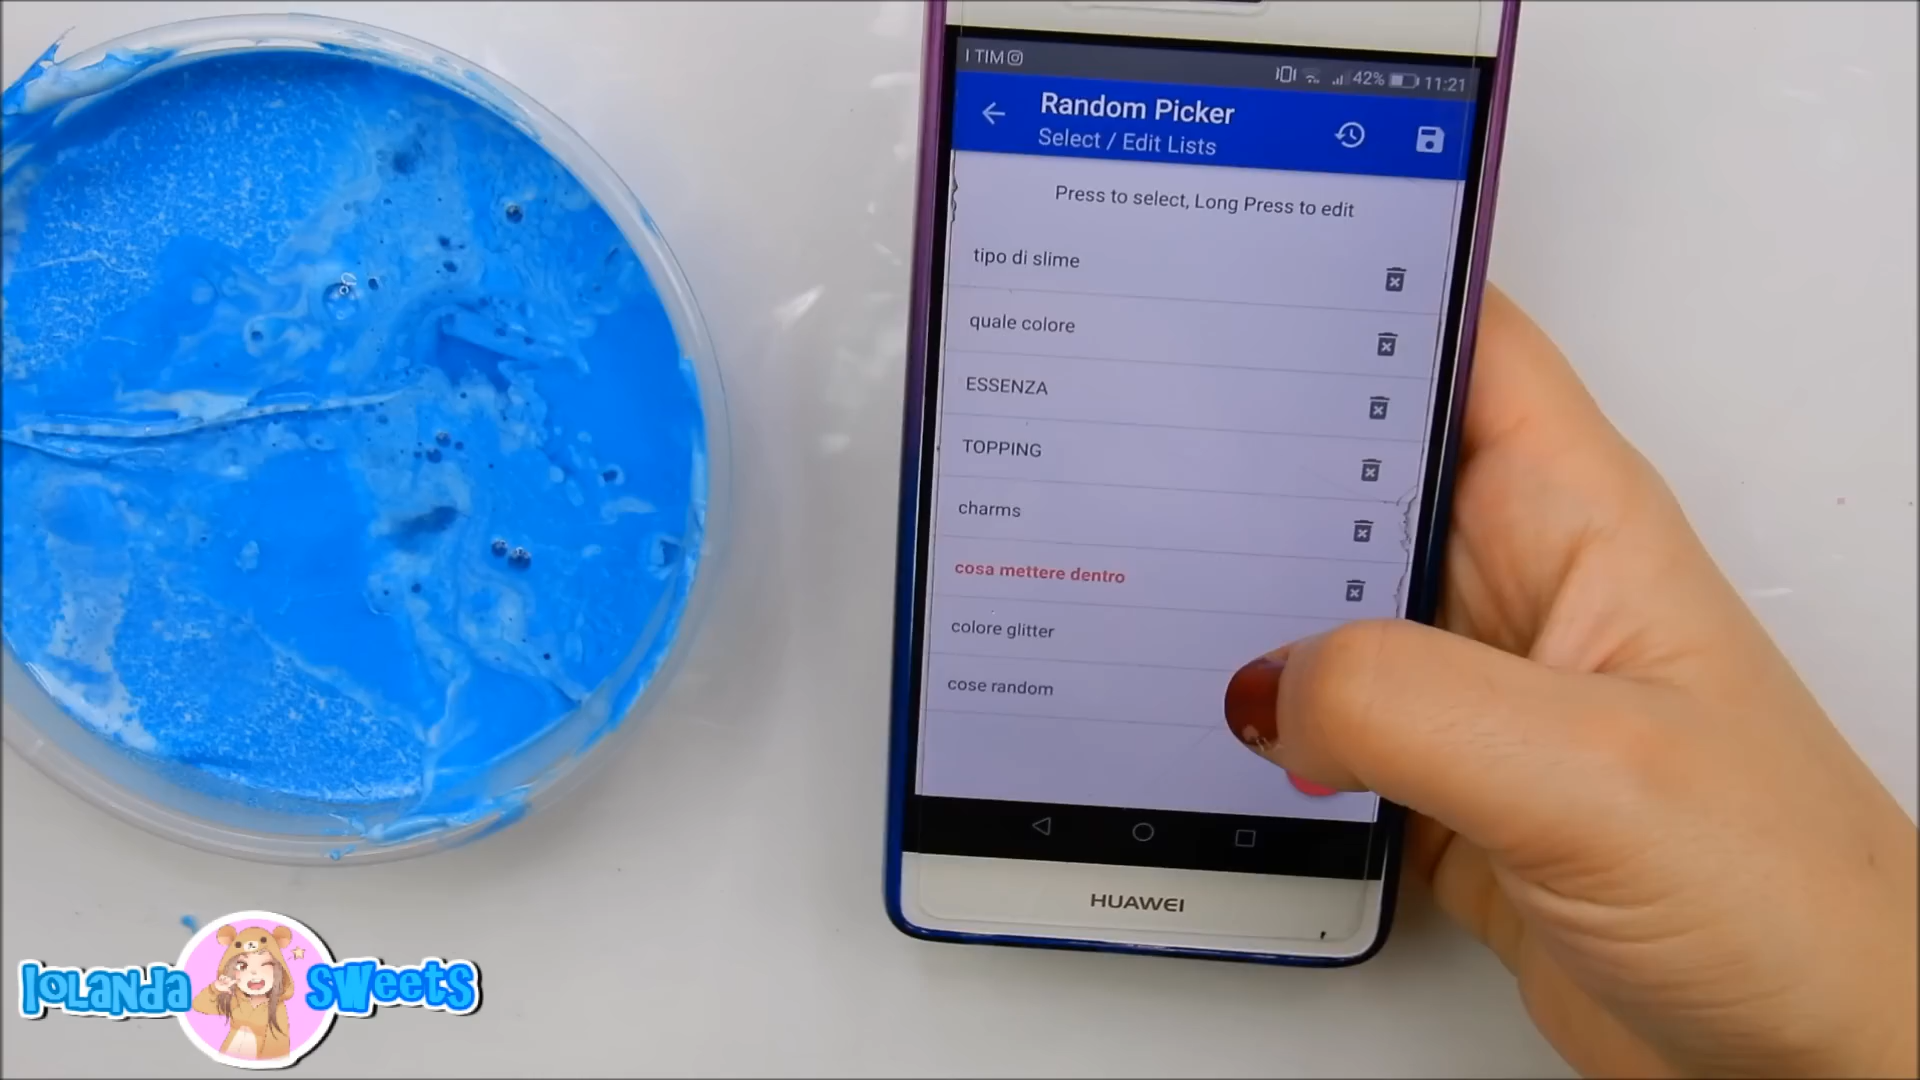 I TIM
42% 11:21
Random Picker
Select / Edit Lists
Press to select, Long Press to edit
tipo di slime
quale colore
ESSENZA
TOPPING
charms
cosa mettere dentro
colore glitter
cose random
HUAWEI
IOLANDA SWEETS